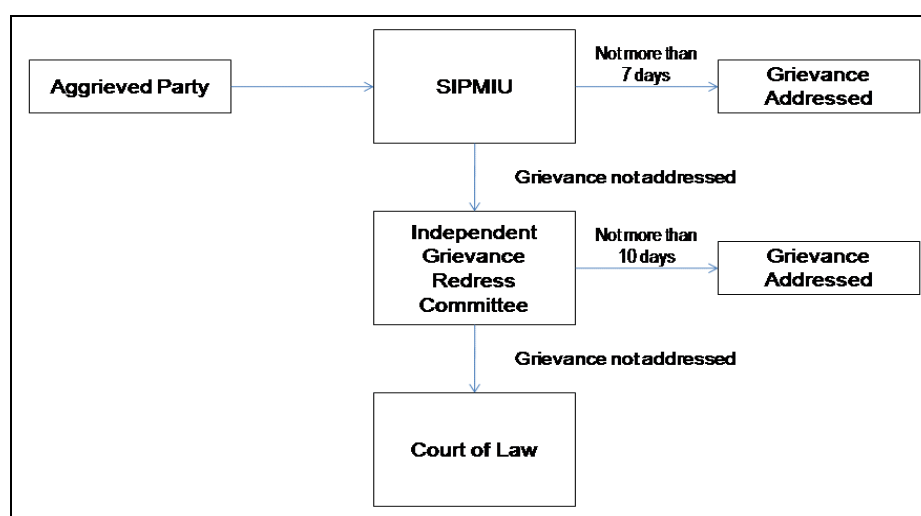 Aggrieved Party
SIPMIU
Not more than
7 days
Grievance
Addressed
Grievance not addressed
Independent
Grievance
Redress
Committee
Not more than
10 days
Grievance
Addressed
Grievance not addressed
Court of Law